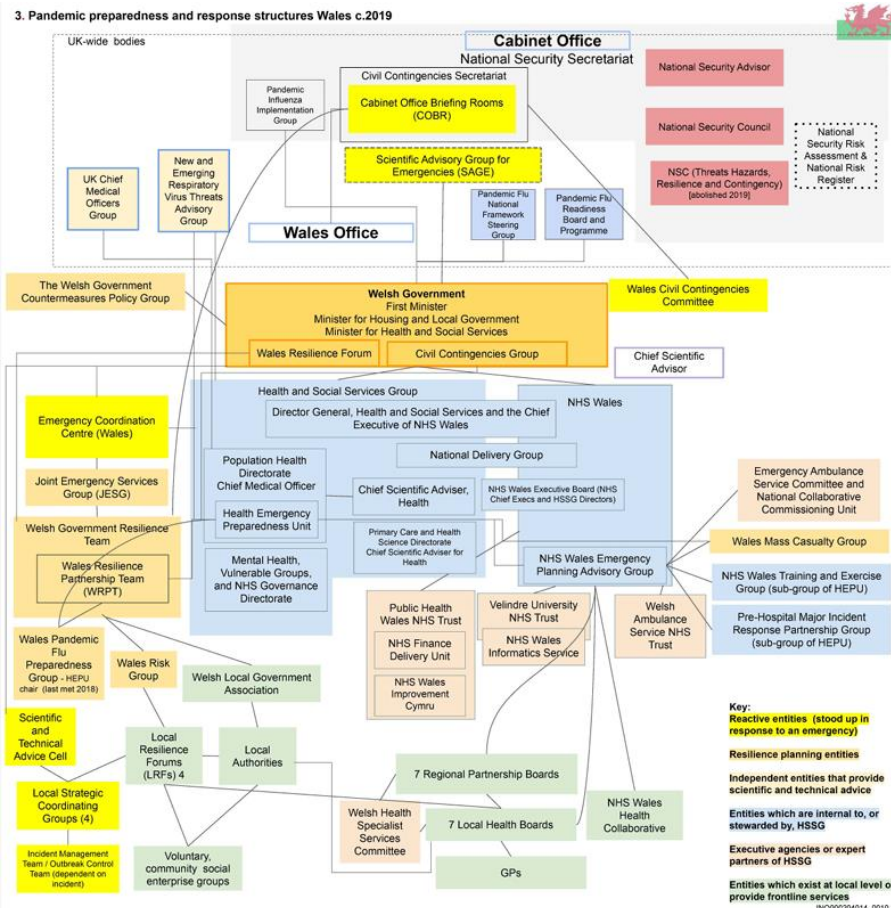 3. Pandemic preparedness and response structures Wales c.2019
UK-wide bodies
Cabinet Office
National Security Secretariat
Civil Contingencies Secretariat
Pandemic
Influenza
Implementation
Group
Cabinet Office Briefing Rooms
(COBR)
National Security Advisor
National Security Council
National
Security Risk
Assessment &
National Risk
Register
NSC (Threats Hazards,
Resilience and Contingency)
[abolished 2019]
Scientific Advisory Group for
Emergencies (SAGE)
UK Chief
Medical
Officers
Group
New and
Emerging
Respiratory
Virus Threats
Advisory
Group
Wales Office
Pandemic Flu
National
Framework
Steering
Group
Pandemic Flu
Readiness
Board and
Programme
The Welsh Government
Countermeasures Policy Group
Welsh Government
First Minister
Minister for Housing and Local Government
Minister for Health and Social Services
Wales Resilience Forum
Civil Contingencies Group
Wales Civil Contingencies
Committee
Chief Scientific
Advisor
Health and Social Services Group
NHS Wales
Director General, Health and Social Services and the Chief
Executive of NHS Wales
National Delivery Group
Emergency Coordination
Centre (Wales)
Population Health
Directorate
Chief Medical Officer
Health Emergency
Preparedness Unit
Chief Scientific Adviser,
Health
NHS Wales Executive Board (NHS
Chief Execs and HSSG Directors)
Emergency Ambulance
Service Committee and
National Collaborative
Commissioning Unit
Joint Emergency Services
Group (JESG)
Welsh Government Resilience
Team
Wales Resilience
Partnership Team
(WRPT)
Mental Health,
Vulnerable Groups,
and NHS Governance
Directorate
Primary Care and Health
Science Directorate
Chief Scientific Adviser for
Health
NHS Wales Emergency
Planning Advisory Group
Wales Mass Casualty Group
NHS Wales Training and Exercise
Group (sub-group of HEPU)
Pre-Hospital Major Incident
Response Partnership Group
(sub-group of HEPU)
Public Health
Wales NHS Trust
NHS Finance
Delivery Unit
NHS Wales
Improvement
Cymru
Velindre University
NHS Trust
NHS Wales
Informatics Service
Welsh
Ambulance
Service NHS
Trust
Wales Pandemic
Flu
Preparedness
Group - HEPU
chair (last met 2018)
Wales Risk
Group
Welsh Local Government
Association
Scientific
and
Technical
Advice Cell
Local
Resilience
Forums
(LRFs) 4
Local
Authorities
Local Strategic
Coordinating
Groups (4)
Incident Management
Team / Outbreak Control
Team (dependent on
incident)
Voluntary,
community social
enterprise groups
7 Regional Partnership Boards
Welsh Health
Specialist
Services
Committee
7 Local Health Boards
GPs
NHS Wales
Health
Collaborative
Key:
Reactive entities (stood up in
response to an emergency)
Resilience planning entities
Independent entities that provide
scientific and technical advice
Entities which are internal to, or
stewarded by, HSSG
Executive agencies or expert
partners of HSSG
Entities which exist at local level o
provide frontline services